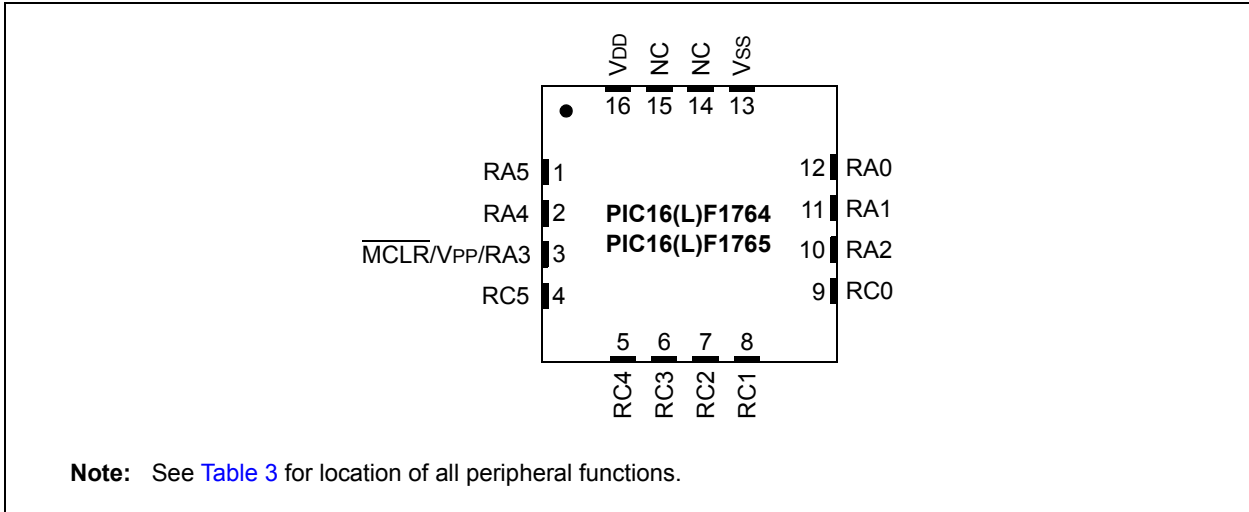 VDD NC NC VSS
16 15 14 13
RA5 1 12 RA0
RA4 2 PIC16(L)F1764 11 RA1
MCLR/VPP/RA3 3 PIC16(L)F1765 10 RA2
RC5 4 9 RC0
5 6 7 8
RC4 RC3 RC2 RC1
Note: See Table 3 for location of all peripheral functions.